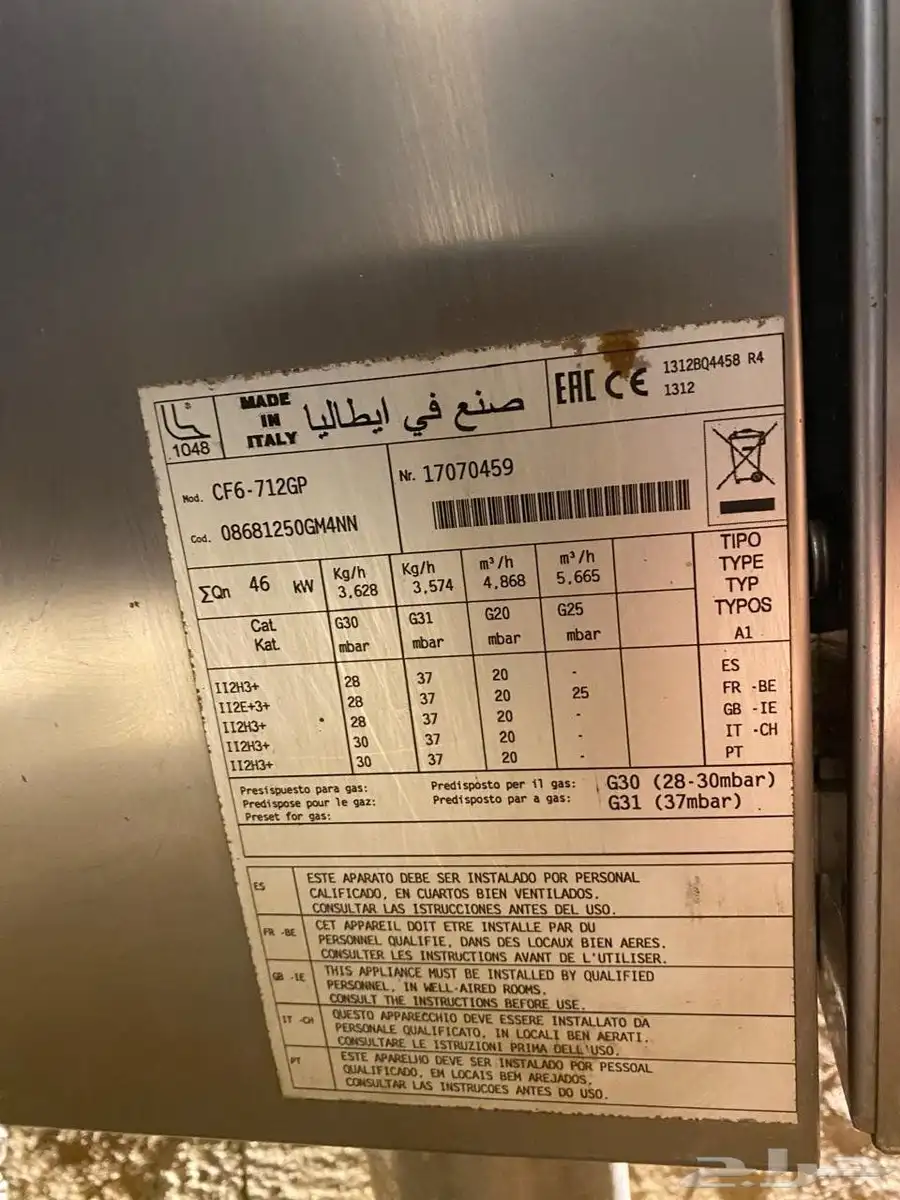 1048
MADE
IN
ITALY
صنع في ايطاليا
EAC CE
1312BQ4458 R4
1312
Mod. CF6-712GP
Cod. 08681250GM4NN
Nr. 17070459
∑Qn 46 kW
Kg/h 3,628
Kg/h 3,574
m³/h 4,868
m³/h 5,665
TIPO
TYPE
TYP
TYPOS
A1
Cat. G30 G31 G20 G25
Kat. mbar mbar mbar mbar
II2H3+ 28 37 20 - ES
II2E+3+ 28 37 20 25 FR -BE
II2H3+ 28 37 20 - GB -IE
II2H3+ 30 37 20 - IT -CH
II2H3+ 30 37 20 - PT
Presispuesto para gas:
Predispose pour le gaz:
Preset for gas:
Predisposto per il gas:
Predisposto par a gas:
G30 (28-30mbar)
G31 (37mbar)
ES
ESTE APARATO DEBE SER INSTALADO POR PERSONAL
CALIFICADO, EN CUARTOS BIEN VENTILADOS.
CONSULTAR LAS ISTRUCCIONES ANTES DEL USO.
FR -BE
CET APPAREIL DOIT ETRE INSTALLE PAR DU
PERSONNEL QUALIFIE, DANS DES LOCAUX BIEN AERES.
CONSULTER LES INSTRUCTIONS AVANT DE L'UTILISER.
GB -IE
THIS APPLIANCE MUST BE INSTALLED BY QUALIFIED
PERSONNEL, IN WELL-AIRED ROOMS.
CONSULT THE INSTRUCTIONS BEFORE USE.
IT -CH
QUESTO APPARECCHIO DEVE ESSERE INSTALLATO DA
PERSONALE QUALIFICATO, IN LOCALI BEN AERATI.
CONSULTARE LE ISTRUZIONI PRIMA DELL'USO.
PT
ESTE APARELHO DEVE SER INSTALADO POR PESSOAL
QUALIFICADO, EM LOCAIS BEM AREJADOS.
CONSULTAR LAS INSTRUCOES ANTES DO USO.
حراج